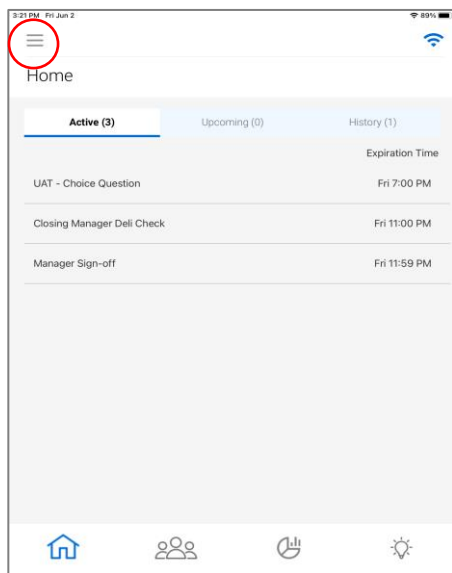 3:21 PM Fri Jun 2 89%
Home
Active (3) Upcoming (0) History (1)
Expiration Time
UAT - Choice Question Fri 7:00 PM
Closing Manager Deli Check Fri 11:00 PM
Manager Sign-off Fri 11:59 PM